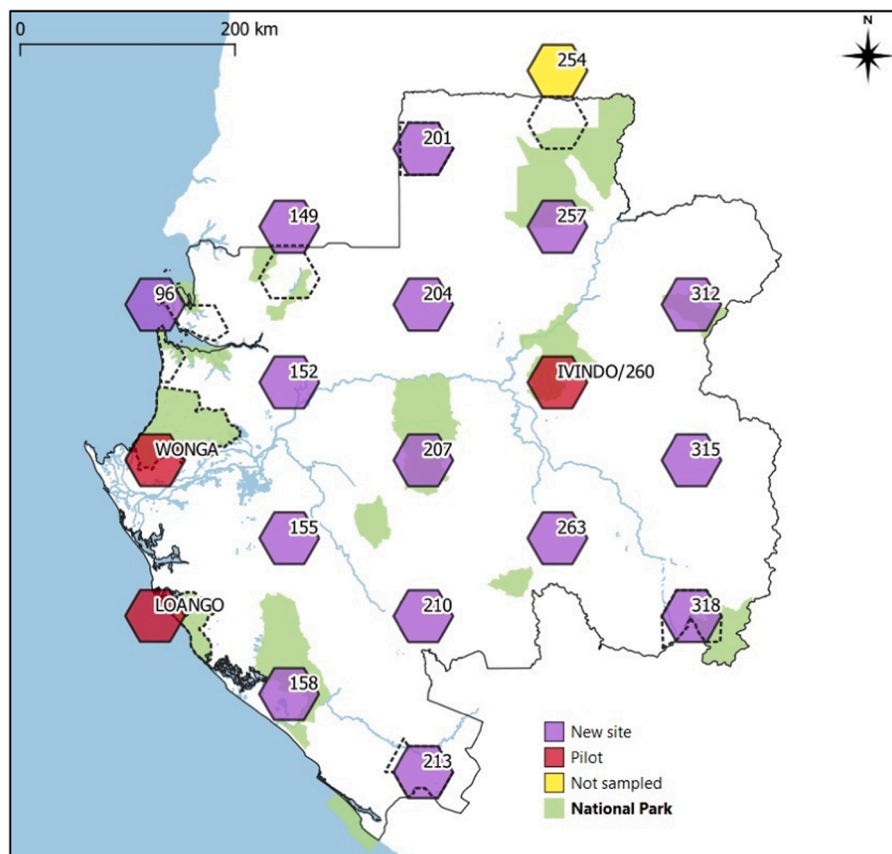 0 200 km
N
254
201
149
257
96
204
312
152
IVINDO/260
WONGA
207
315
155
263
LOANGO
210
318
158
213
New site
Pilot
Not sampled
National Park